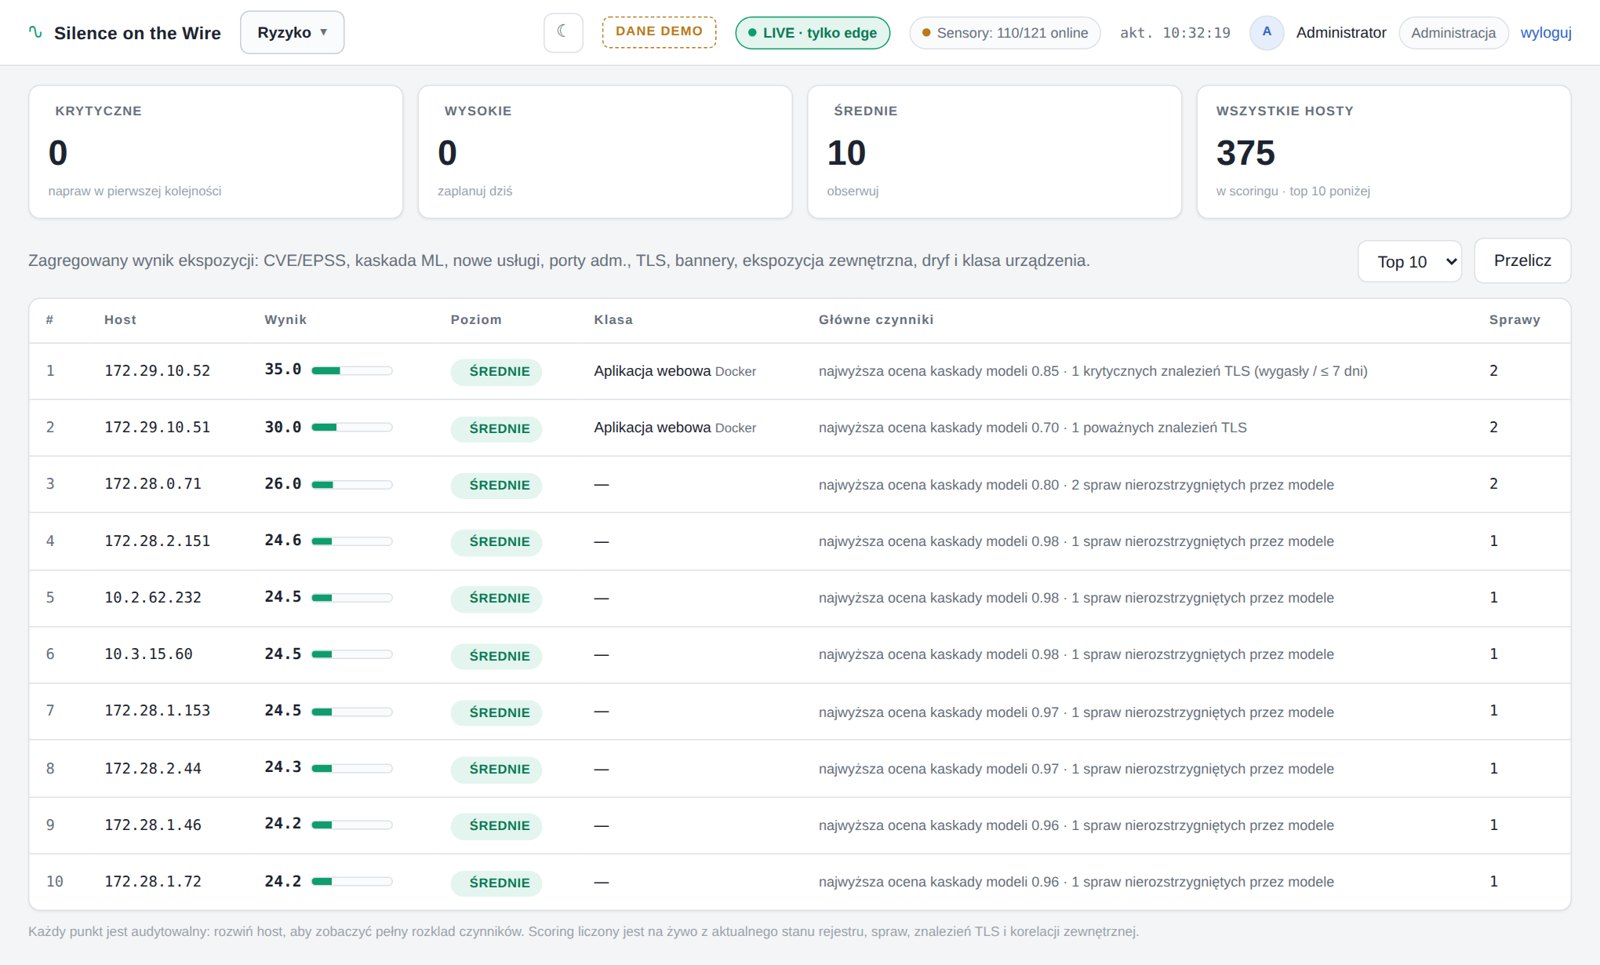 Silence on the Wire Ryzyko ▾ ☾ DANE DEMO LIVE · tylko edge Sensory: 110/121 online akt. 10:32:19 A Administrator Administracja wyloguj
KRYTYCZNE
0
napraw w pierwszej kolejności
WYSOKIE
0
zaplanuj dziś
ŚREDNIE
10
obserwuj
WSZYSTKIE HOSTY
375
w scoringu · top 10 poniżej
Zagregowany wynik ekspozycji: CVE/EPSS, kaskada ML, nowe usługi, porty adm., TLS, bannery, ekspozycja zewnętrzna, dryf i klasa urządzenia. Top 10 Przelicz
# Host Wynik Poziom Klasa Główne czynniki Sprawy
1 172.29.10.52 35.0 ŚREDNIE Aplikacja webowa Docker najwyższa ocena kaskady modeli 0.85 · 1 krytycznych znalezień TLS (wygasły / ≤ 7 dni) 2
2 172.29.10.51 30.0 ŚREDNIE Aplikacja webowa Docker najwyższa ocena kaskady modeli 0.70 · 1 poważnych znalezień TLS 2
3 172.28.0.71 26.0 ŚREDNIE — najwyższa ocena kaskady modeli 0.80 · 2 spraw nierozstrzygniętych przez modele 2
4 172.28.2.151 24.6 ŚREDNIE — najwyższa ocena kaskady modeli 0.98 · 1 spraw nierozstrzygniętych przez modele 1
5 10.2.62.232 24.5 ŚREDNIE — najwyższa ocena kaskady modeli 0.98 · 1 spraw nierozstrzygniętych przez modele 1
6 10.3.15.60 24.5 ŚREDNIE — najwyższa ocena kaskady modeli 0.98 · 1 spraw nierozstrzygniętych przez modele 1
7 172.28.1.153 24.5 ŚREDNIE — najwyższa ocena kaskady modeli 0.97 · 1 spraw nierozstrzygniętych przez modele 1
8 172.28.2.44 24.3 ŚREDNIE — najwyższa ocena kaskady modeli 0.97 · 1 spraw nierozstrzygniętych przez modele 1
9 172.28.1.46 24.2 ŚREDNIE — najwyższa ocena kaskady modeli 0.96 · 1 spraw nierozstrzygniętych przez modele 1
10 172.28.1.72 24.2 ŚREDNIE — najwyższa ocena kaskady modeli 0.96 · 1 spraw nierozstrzygniętych przez modele 1
Każdy punkt jest audytowalny: rozwiń host, aby zobaczyć pełny rozkład czynników. Scoring liczony jest na żywo z aktualnego stanu rejestru, spraw, znalezień TLS i korelacji zewnętrznej.